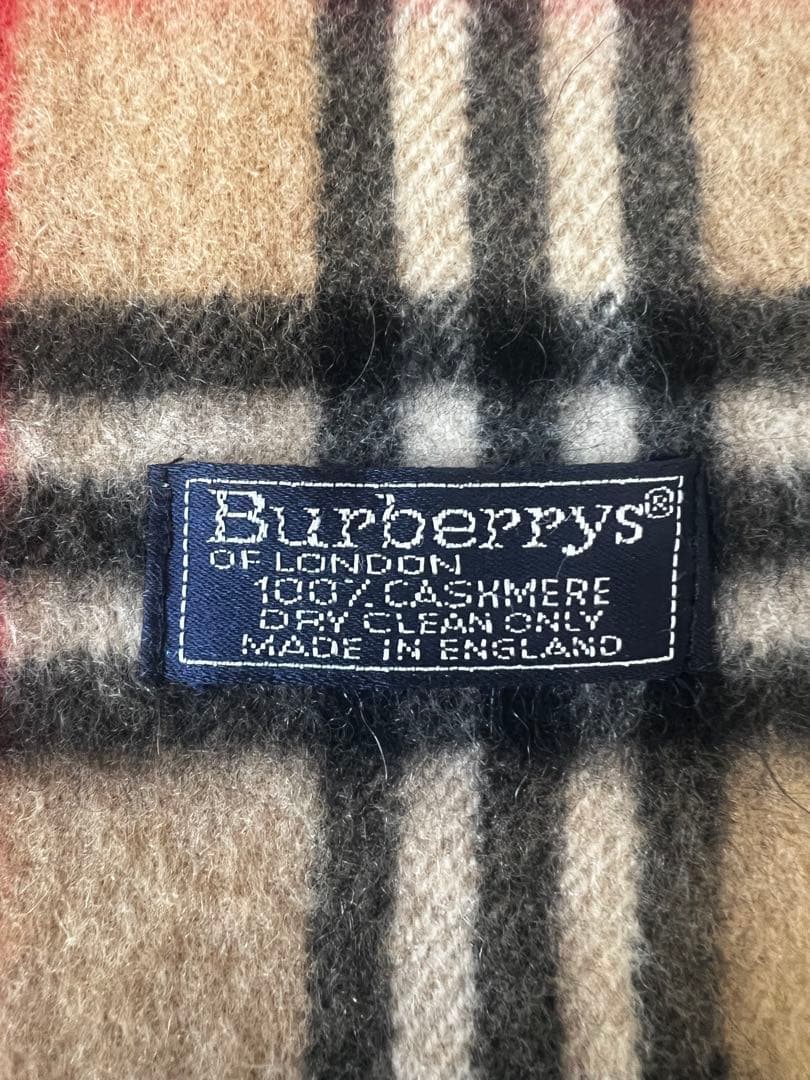 Burberrys®
OF LONDON
100% CASHMERE
DRY CLEAN ONLY
MADE IN ENGLAND